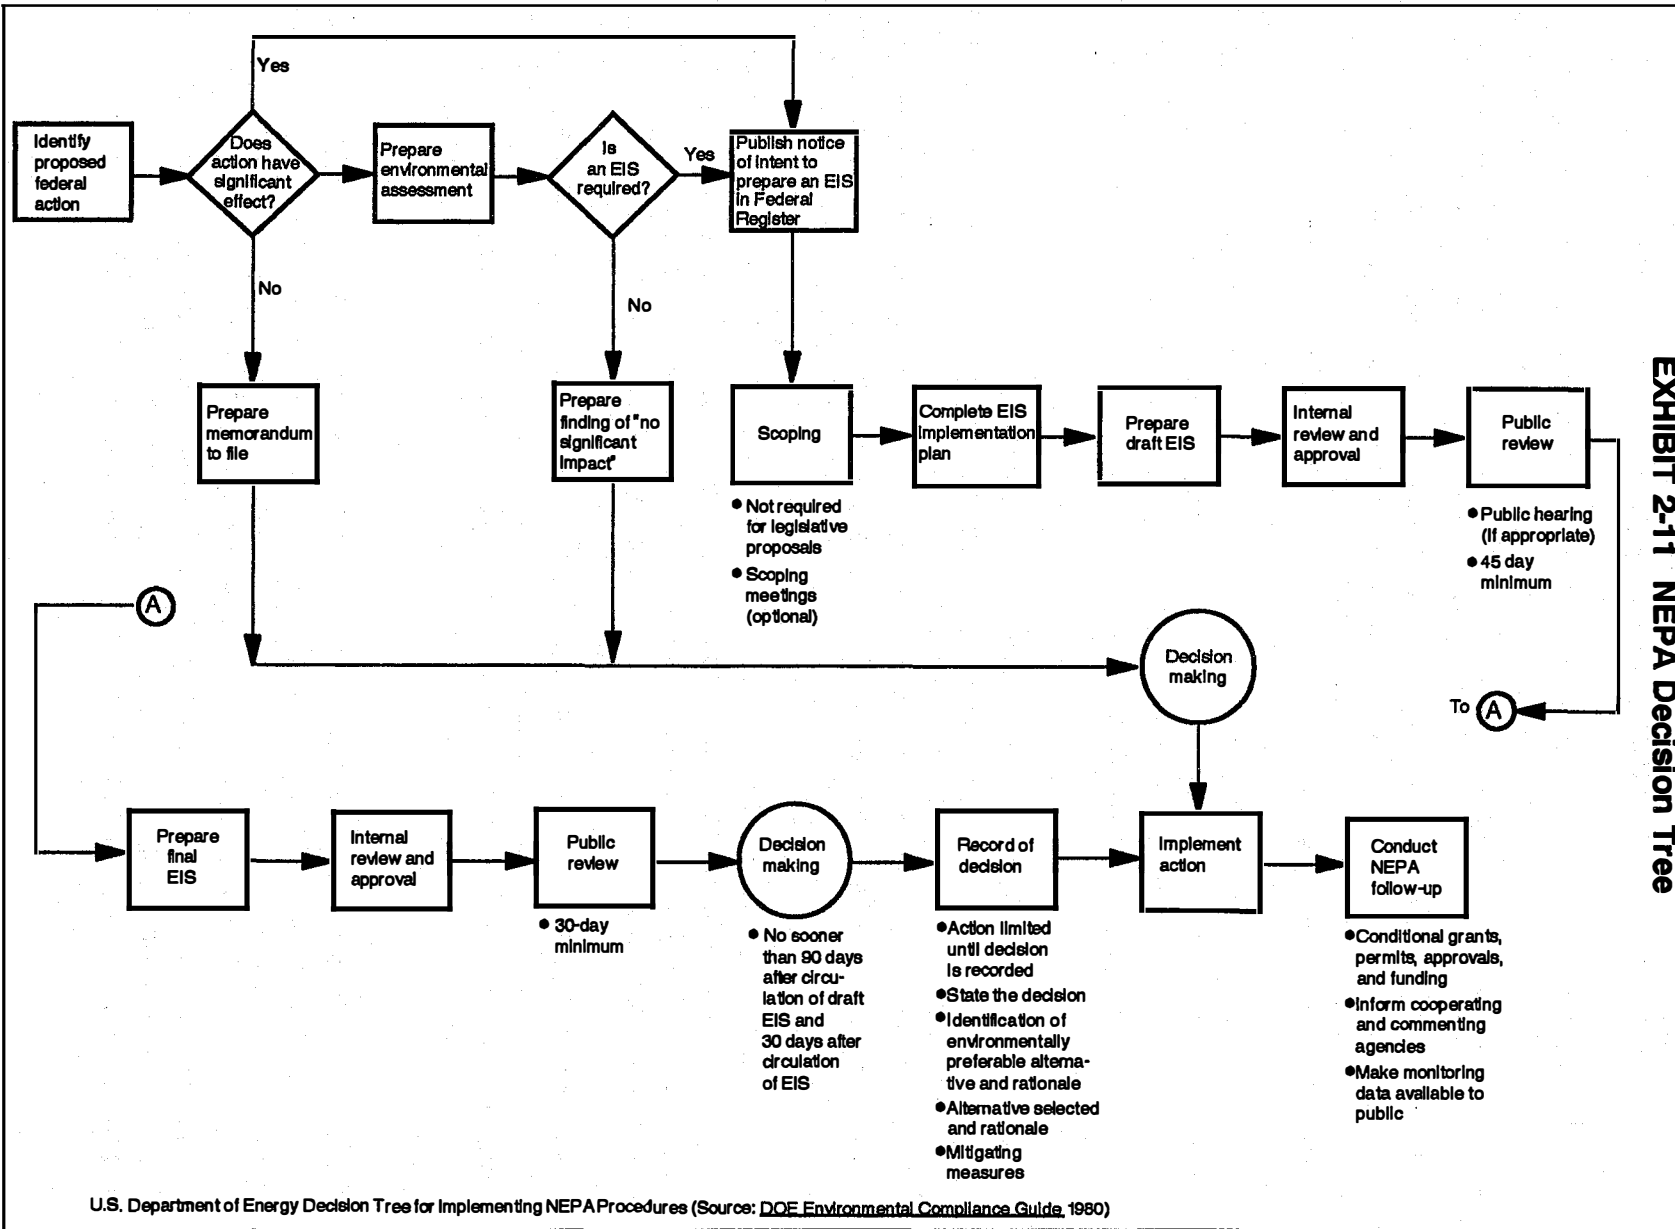 EXHIBIT 2-11 NEPA Decision Tree
Yes
Identify
proposed
federal
action
Does
action have
significant
effect?
Prepare
environmental
assessment
Is
an EIS
required?
Yes
Publish notice
of intent to
prepare an EIS
in Federal
Register
No
No
Prepare
memorandum
to file
Prepare
finding of "no
significant
impact"
Scoping
Complete EIS
implementation
plan
Prepare
draft EIS
Internal
review and
approval
Public
review
● Not required
for legislative
proposals
● Scoping
meetings
(optional)
● Public hearing
(if appropriate)
● 45 day
minimum
A
Decision
making
To A
Prepare
final
EIS
Internal
review and
approval
Public
review
● 30-day
minimum
Decision
making
● No sooner
than 90 days
after circu-
lation of draft
EIS and
30 days after
circulation
of EIS
Record of
decision
● Action limited
until decision
is recorded
● State the decision
● Identification of
environmentally
preferable alterna-
tive and rationale
● Alternative selected
and rationale
● Mitigating
measures
Implement
action
Conduct
NEPA
follow-up
● Conditional grants,
permits, approvals,
and funding
● Inform cooperating
and commenting
agencies
● Make monitoring
data available to
public
U.S. Department of Energy Decision Tree for Implementing NEPA Procedures (Source: DOE Environmental Compliance Guide, 1980)